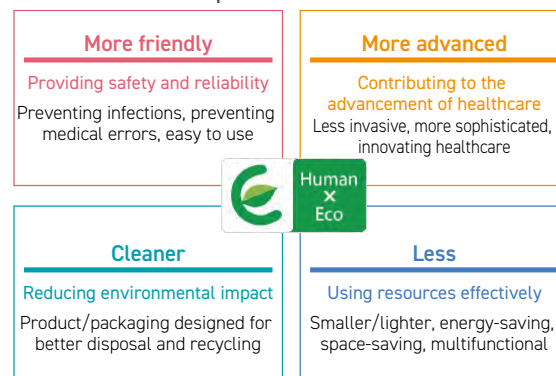 More friendly
Providing safety and reliability
Preventing infections, preventing
medical errors, easy to use
More advanced
Contributing to the
advancement of healthcare
Less invasive, more sophisticated,
innovating healthcare
Human
×
Eco
Cleaner
Reducing environmental impact
Product/packaging designed for
better disposal and recycling
Less
Using resources effectively
Smaller/lighter, energy-saving,
space-saving, multifunctional